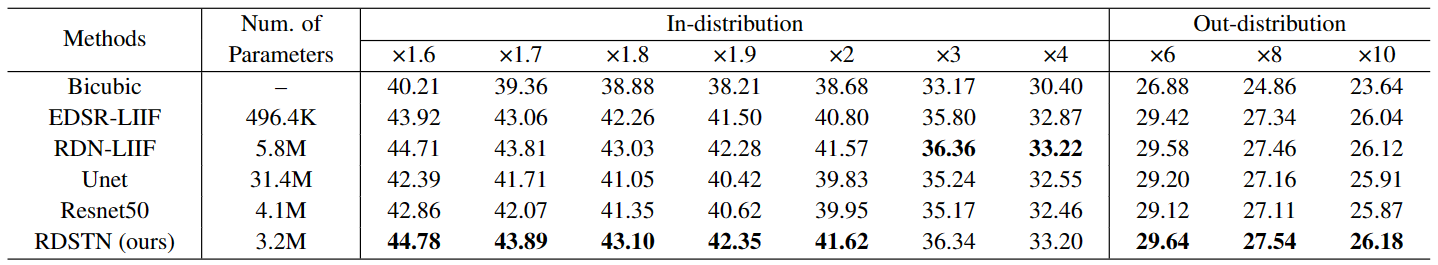 Methods Num. of Parameters In-distribution Out-distribution
×1.6 ×1.7 ×1.8 ×1.9 ×2 ×3 ×4 ×6 ×8 ×10
Bicubic – 40.21 39.36 38.88 38.21 38.68 33.17 30.40 26.88 24.86 23.64
EDSR-LIIF 496.4K 43.92 43.06 42.26 41.50 40.80 35.80 32.87 29.42 27.34 26.04
RDN-LIIF 5.8M 44.71 43.81 43.03 42.28 41.57 36.36 33.22 29.58 27.46 26.12
Unet 31.4M 42.39 41.71 41.05 40.42 39.83 35.24 32.55 29.20 27.16 25.91
Resnet50 4.1M 42.86 42.07 41.35 40.62 39.95 35.17 32.46 29.12 27.11 25.87
RDSTN (ours) 3.2M 44.78 43.89 43.10 42.35 41.62 36.34 33.20 29.64 27.54 26.18